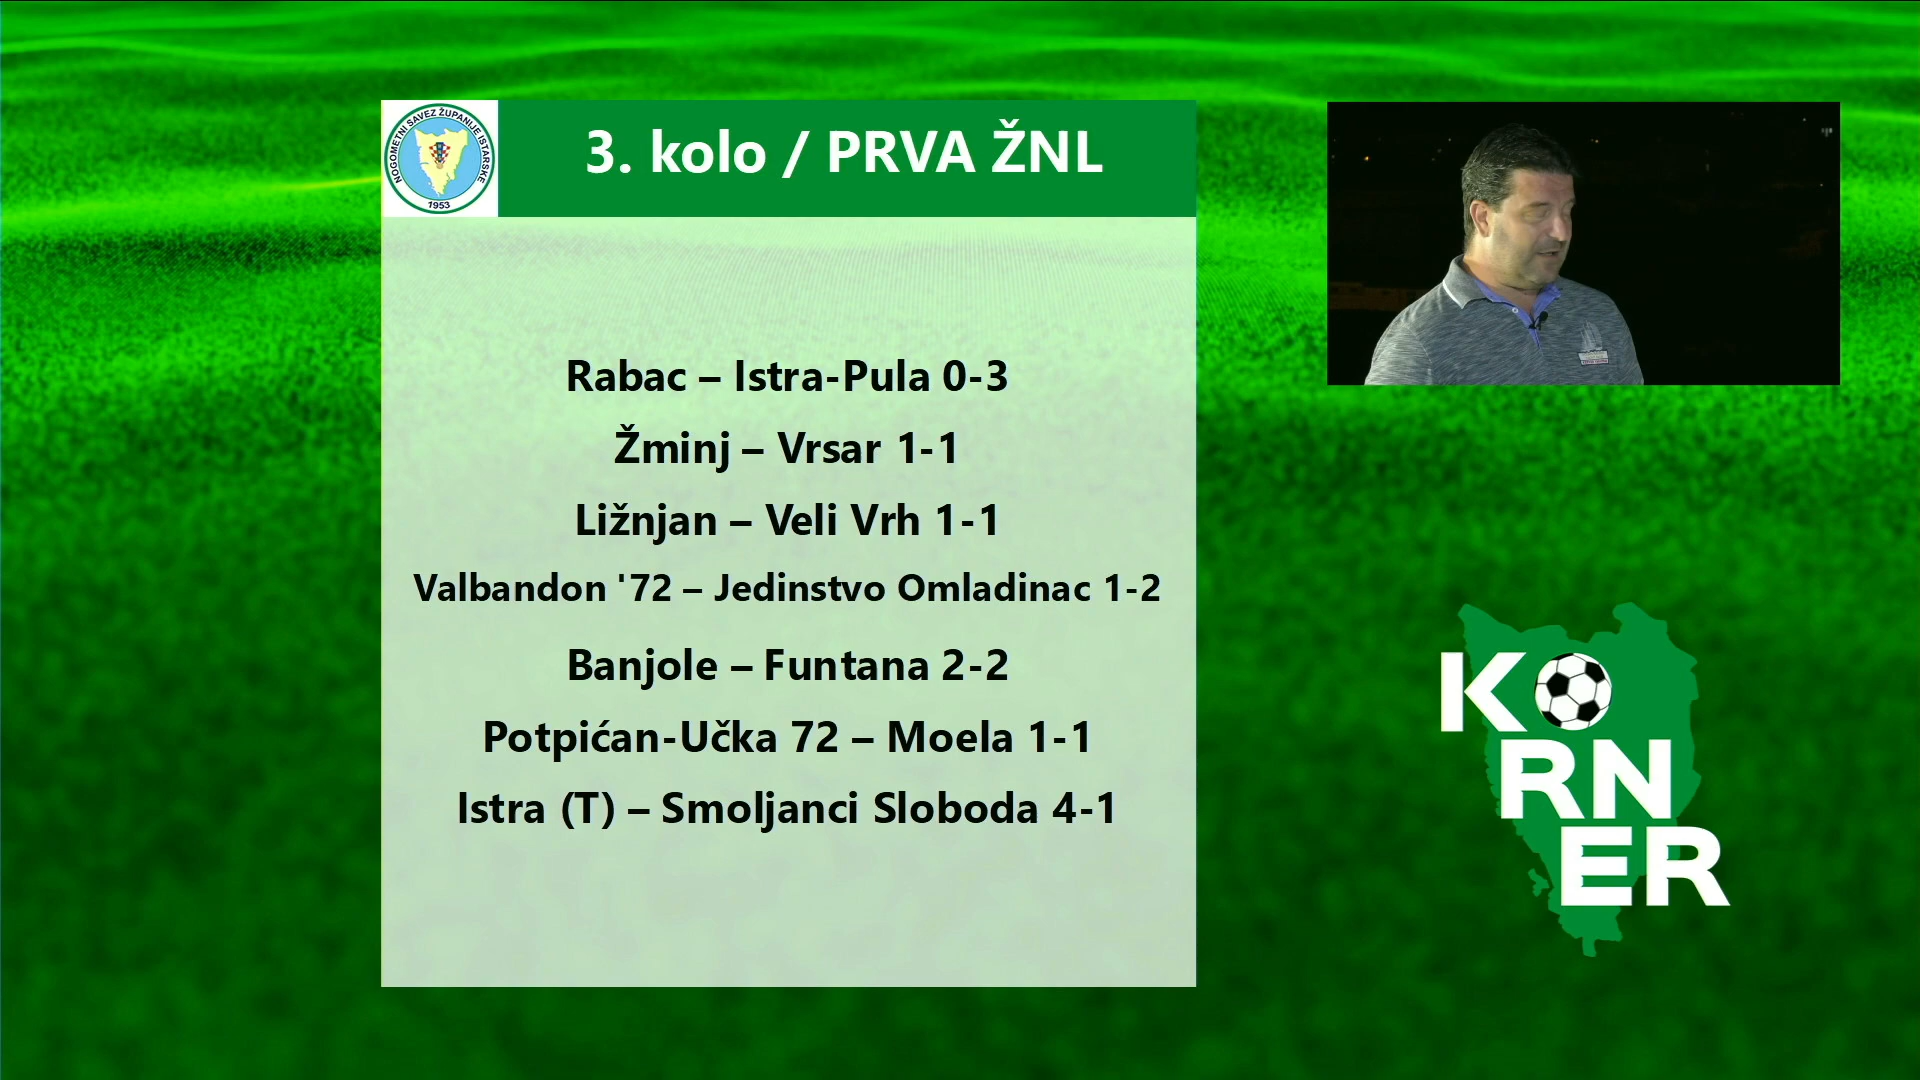 NOGOMETNI SAVEZ ŽUPANIJE ISTARSKE
1953
3. kolo / PRVA ŽNL
Rabac – Istra-Pula 0-3
Žminj – Vrsar 1-1
Ližnjan – Veli Vrh 1-1
Valbandon '72 – Jedinstvo Omladinac 1-2
Banjole – Funtana 2-2
Potpićan-Učka 72 – Moela 1-1
Istra (T) – Smoljanci Sloboda 4-1
KORNER